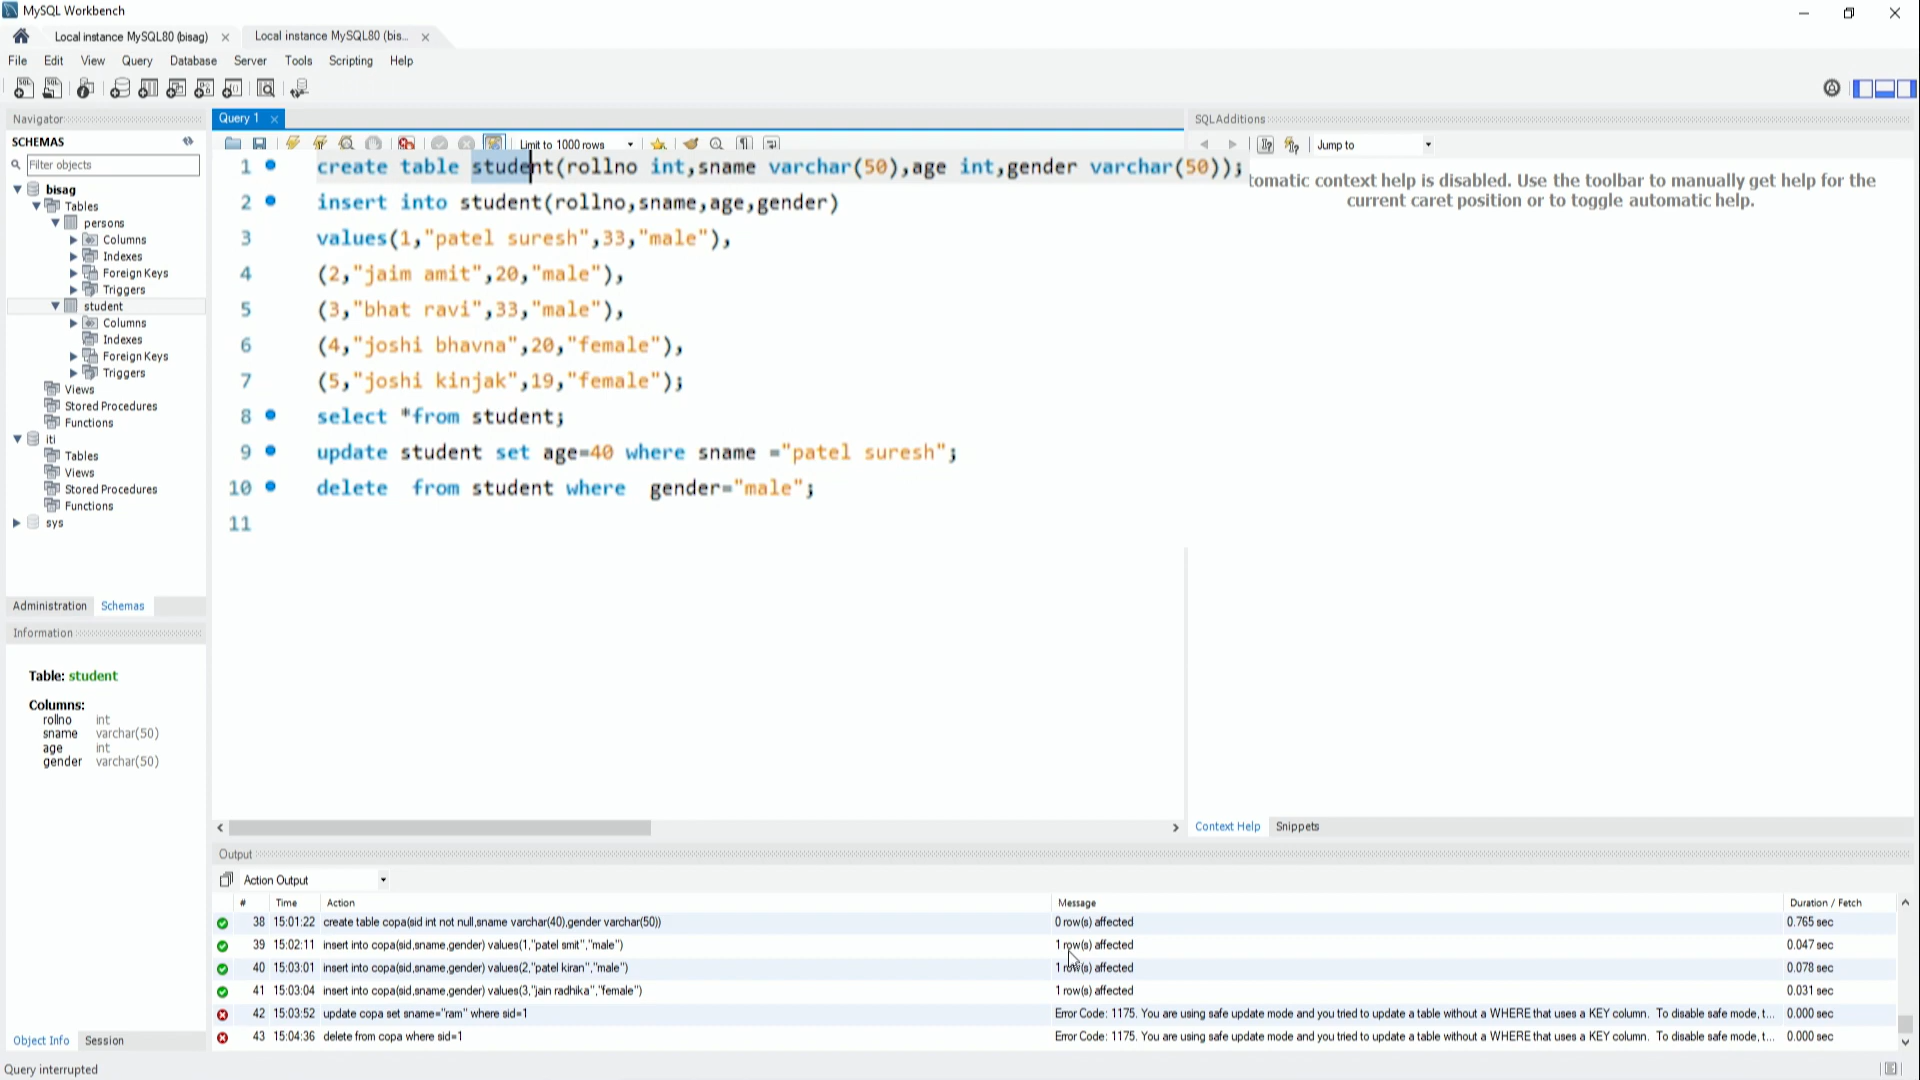 MySQL Workbench
Local instance MySQL80 (bisag)
Local instance MySQL80 (bis...
File Edit View Query Database Server Tools Scripting Help
Navigator
SCHEMAS
Filter objects
bisag
Tables
persons
Columns
Indexes
Foreign Keys
Triggers
student
Columns
Indexes
Foreign Keys
Triggers
Views
Stored Procedures
Functions
iti
Tables
Views
Stored Procedures
Functions
sys
Administration Schemas
Information
Table: student
Columns:
rollno int
sname varchar(50)
age int
gender varchar(50)
Object Info Session
Query interrupted
Query 1
Limit to 1000 rows
1 create table student(rollno int,sname varchar(50),age int,gender varchar(50));
2 insert into student(rollno,sname,age,gender)
3 values(1,"patel suresh",33,"male"),
4 (2,"jaim amit",20,"male"),
5 (3,"bhat ravi",33,"male"),
6 (4,"joshi bhavna",20,"female"),
7 (5,"joshi kinjak",19,"female");
8 select *from student;
9 update student set age=40 where sname ="patel suresh";
10 delete  from student where  gender="male";
11
SQLAdditions
Jump to
tomatic context help is disabled. Use the toolbar to manually get help for the
current caret position or to toggle automatic help.
Context Help Snippets
Output
Action Output
# Time Action Message Duration / Fetch
38 15:01:22 create table copa(sid int not null,sname varchar(40),gender varchar(50)) 0 row(s) affected 0.765 sec
39 15:02:11 insert into copa(sid,sname,gender) values(1,"patel smit","male") 1 row(s) affected 0.047 sec
40 15:03:01 insert into copa(sid,sname,gender) values(2,"patel kiran","male") 1 row(s) affected 0.078 sec
41 15:03:04 insert into copa(sid,sname,gender) values(3,"jain radhika","female") 1 row(s) affected 0.031 sec
42 15:03:52 update copa set sname="ram" where sid=1 Error Code: 1175. You are using safe update mode and you tried to update a table without a WHERE that uses a KEY column.  To disable safe mode, t... 0.000 sec
43 15:04:36 delete from copa where sid=1 Error Code: 1175. You are using safe update mode and you tried to update a table without a WHERE that uses a KEY column.  To disable safe mode, t... 0.000 sec